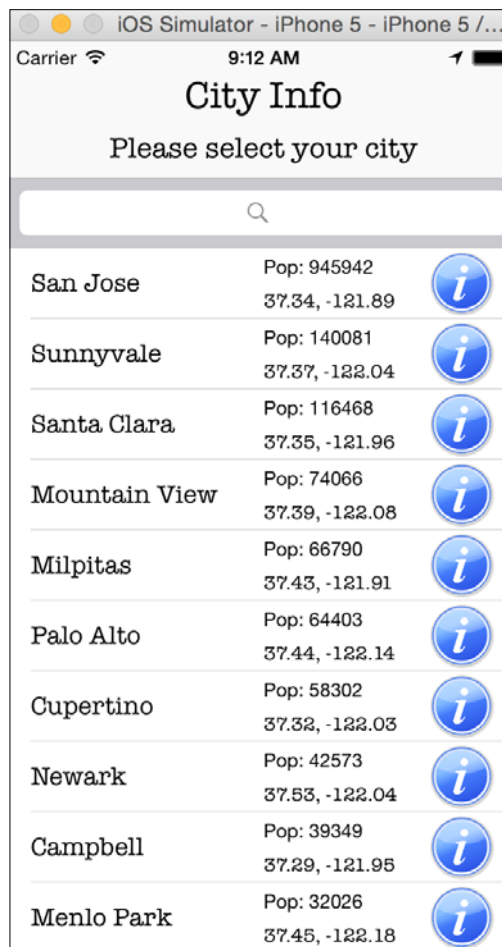 iOS Simulator - iPhone 5 - iPhone 5 /...
Carrier 9:12 AM
City Info
Please select your city
San Jose
Pop: 945942
37.34, -121.89
i
Sunnyvale
Pop: 140081
37.37, -122.04
i
Santa Clara
Pop: 116468
37.35, -121.96
i
Mountain View
Pop: 74066
37.39, -122.08
i
Milpitas
Pop: 66790
37.43, -121.91
i
Palo Alto
Pop: 64403
37.44, -122.14
i
Cupertino
Pop: 58302
37.32, -122.03
i
Newark
Pop: 42573
37.53, -122.04
i
Campbell
Pop: 39349
37.29, -121.95
i
Menlo Park
Pop: 32026
37.45, -122.18
i